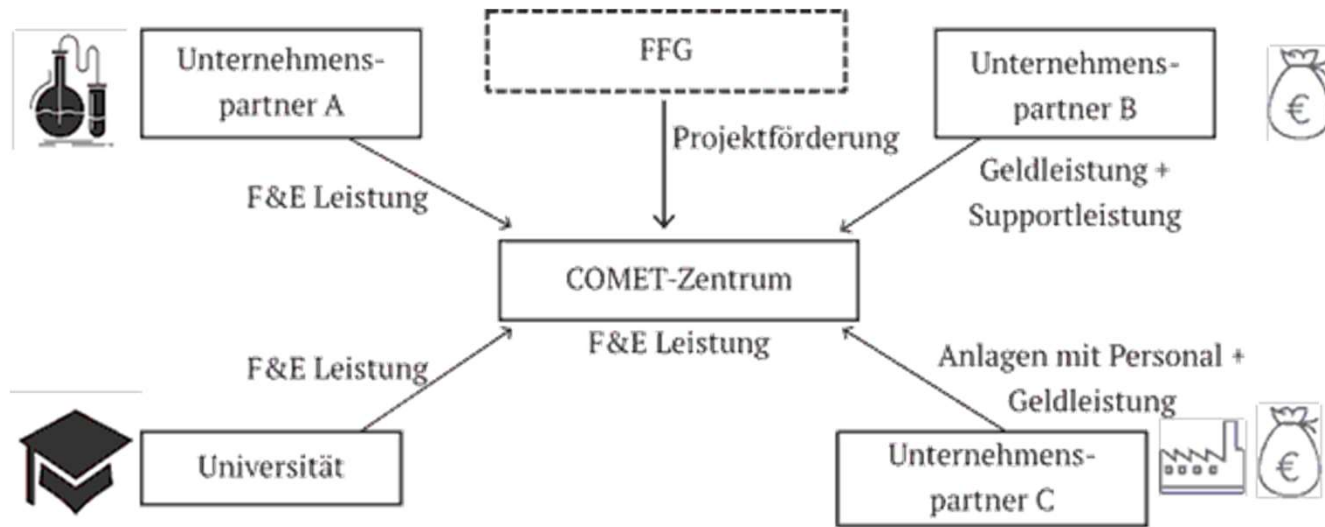 Unternehmens-
partner A
FFG
Unternehmens-
partner B
€
Projektförderung
F&E Leistung
Geldleistung +
Supportleistung
COMET-Zentrum
F&E Leistung
F&E Leistung
Anlagen mit Personal +
Geldleistung
Universität
Unternehmens-
partner C
€